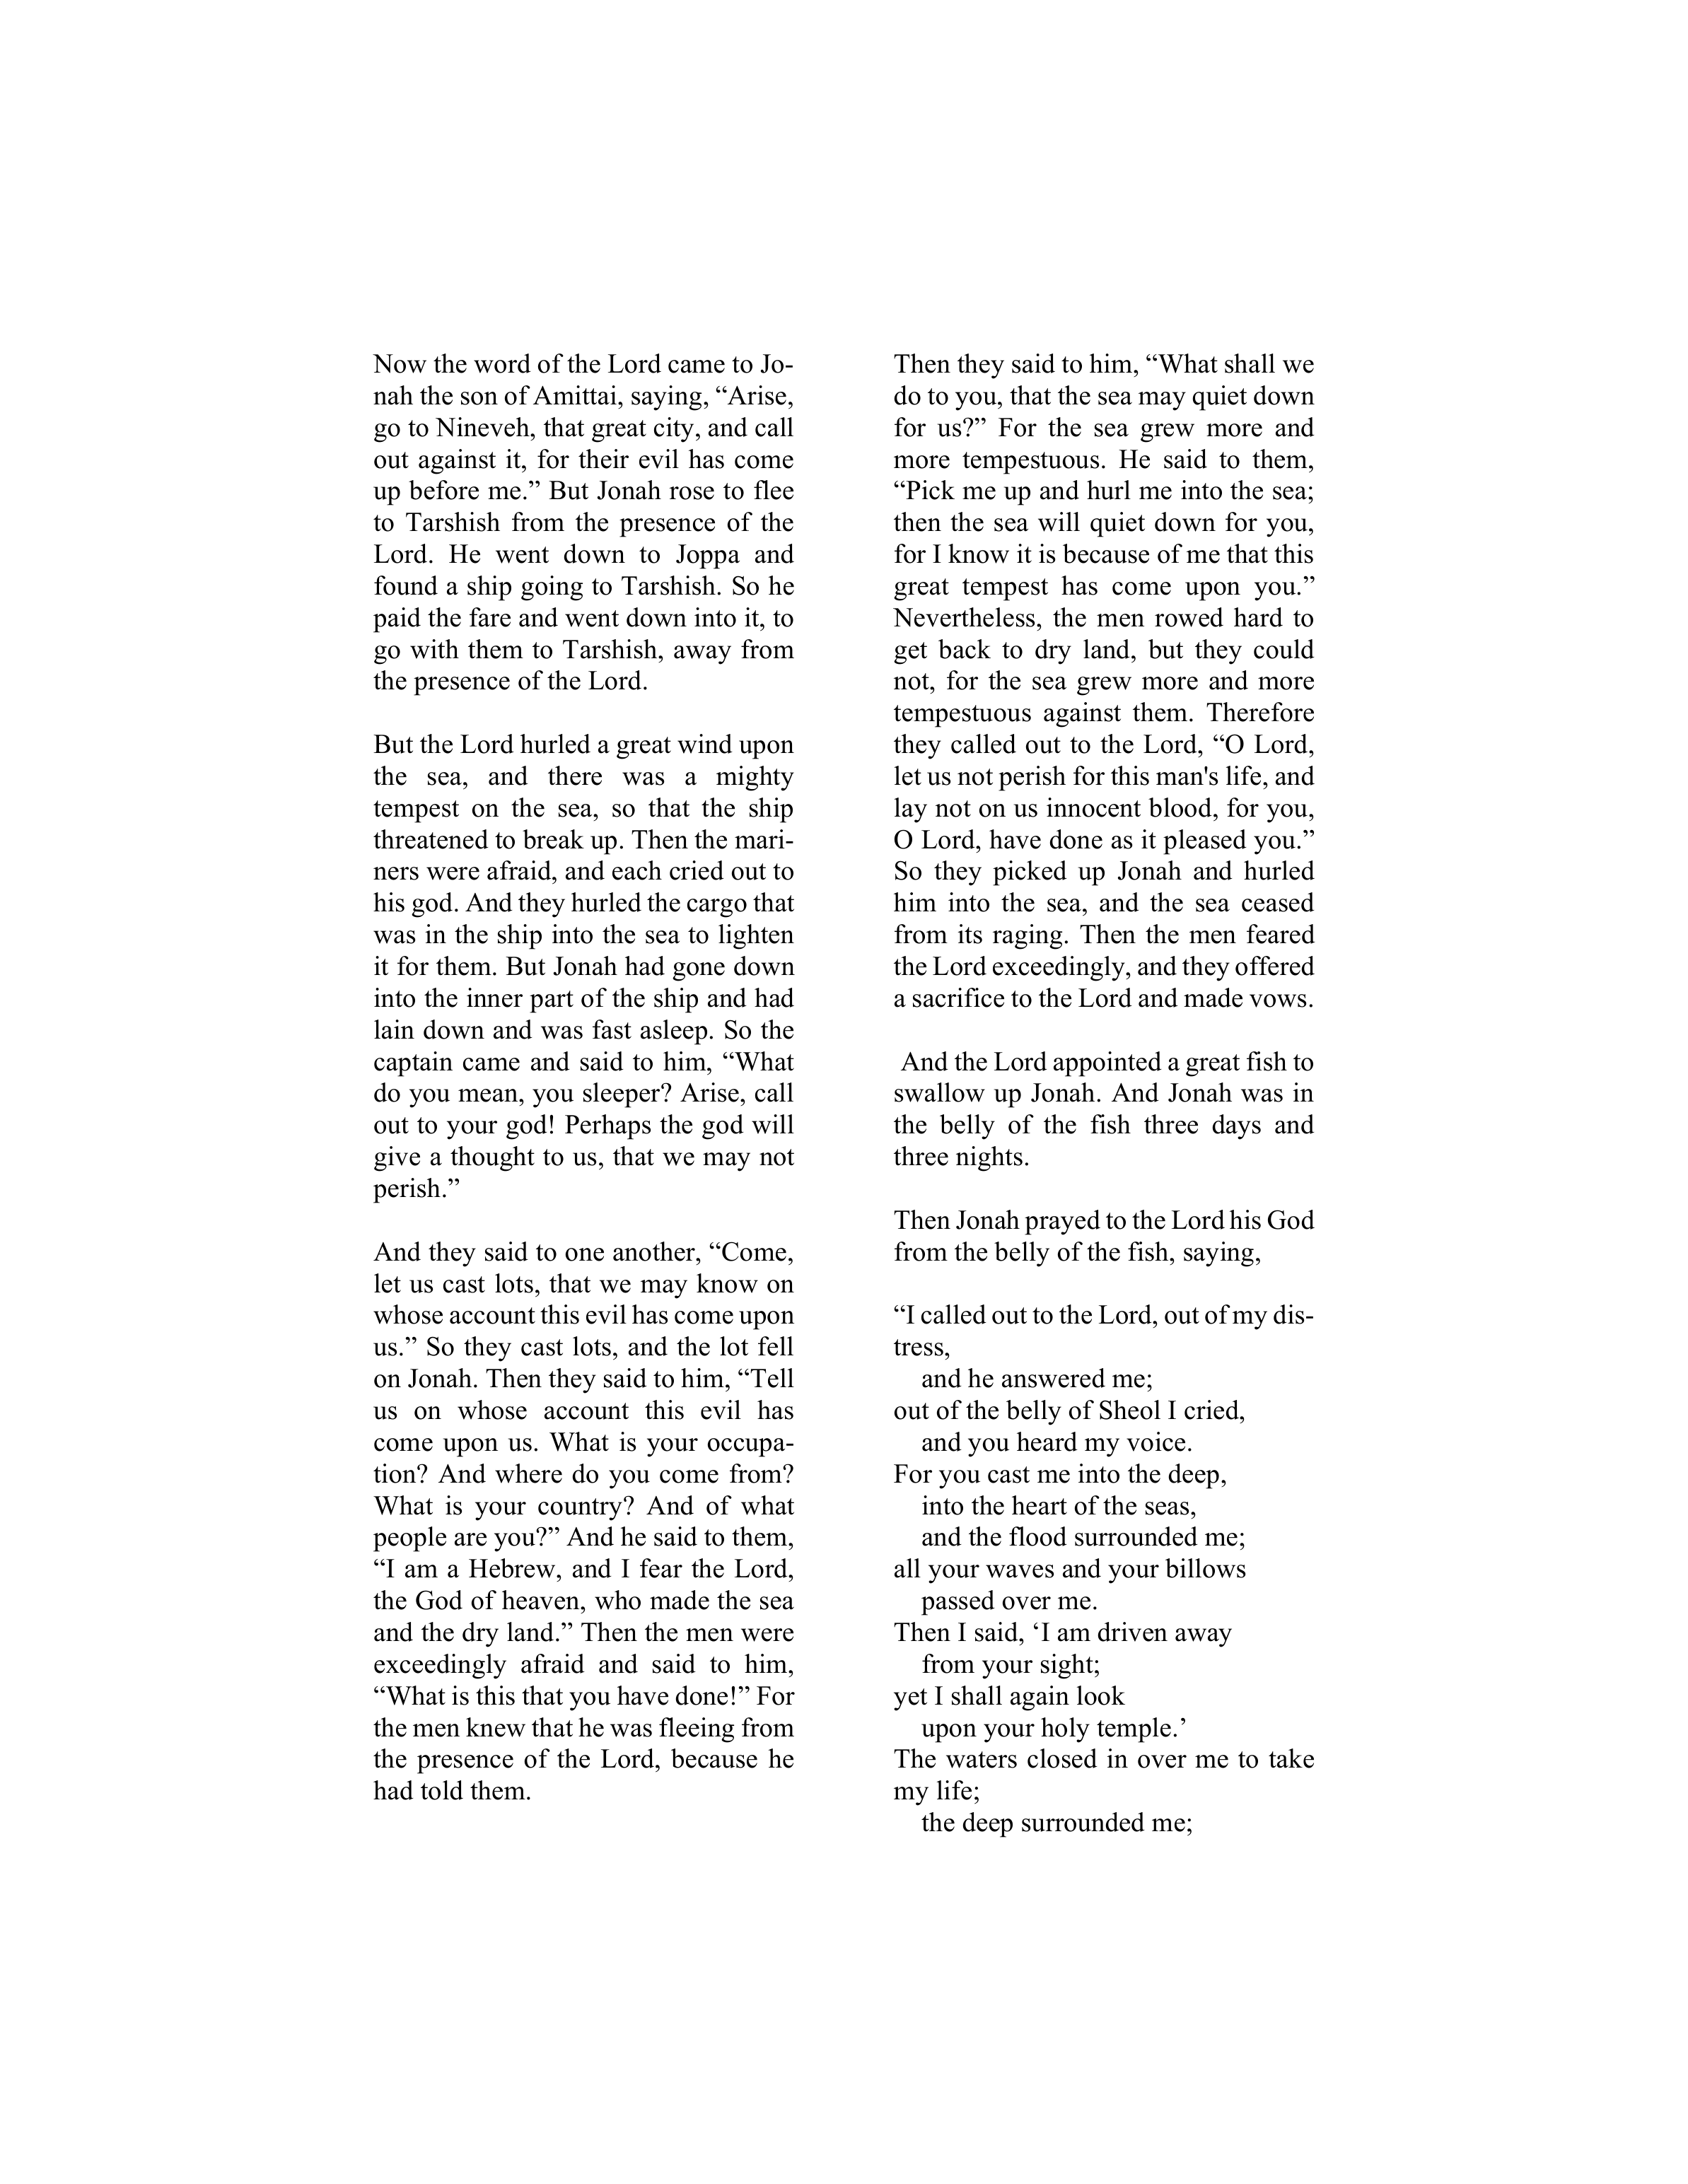 Now the word of the Lord came to Jo-
nah the son of Amittai, saying, “Arise,
go to Nineveh, that great city, and call
out against it, for their evil has come
up before me.” But Jonah rose to flee
to Tarshish from the presence of the
Lord. He went down to Joppa and
found a ship going to Tarshish. So he
paid the fare and went down into it, to
go with them to Tarshish, away from
the presence of the Lord.

But the Lord hurled a great wind upon
the sea, and there was a mighty
tempest on the sea, so that the ship
threatened to break up. Then the mari-
ners were afraid, and each cried out to
his god. And they hurled the cargo that
was in the ship into the sea to lighten
it for them. But Jonah had gone down
into the inner part of the ship and had
lain down and was fast asleep. So the
captain came and said to him, “What
do you mean, you sleeper? Arise, call
out to your god! Perhaps the god will
give a thought to us, that we may not
perish.”

And they said to one another, “Come,
let us cast lots, that we may know on
whose account this evil has come upon
us.” So they cast lots, and the lot fell
on Jonah. Then they said to him, “Tell
us on whose account this evil has
come upon us. What is your occupa-
tion? And where do you come from?
What is your country? And of what
people are you?” And he said to them,
“I am a Hebrew, and I fear the Lord,
the God of heaven, who made the sea
and the dry land.” Then the men were
exceedingly afraid and said to him,
“What is this that you have done!” For
the men knew that he was fleeing from
the presence of the Lord, because he
had told them.

Then they said to him, “What shall we
do to you, that the sea may quiet down
for us?” For the sea grew more and
more tempestuous. He said to them,
“Pick me up and hurl me into the sea;
then the sea will quiet down for you,
for I know it is because of me that this
great tempest has come upon you.”
Nevertheless, the men rowed hard to
get back to dry land, but they could
not, for the sea grew more and more
tempestuous against them. Therefore
they called out to the Lord, “O Lord,
let us not perish for this man's life, and
lay not on us innocent blood, for you,
O Lord, have done as it pleased you.”
So they picked up Jonah and hurled
him into the sea, and the sea ceased
from its raging. Then the men feared
the Lord exceedingly, and they offered
a sacrifice to the Lord and made vows.

And the Lord appointed a great fish to
swallow up Jonah. And Jonah was in
the belly of the fish three days and
three nights.

Then Jonah prayed to the Lord his God
from the belly of the fish, saying,

“I called out to the Lord, out of my dis-
tress,
    and he answered me;
out of the belly of Sheol I cried,
    and you heard my voice.
For you cast me into the deep,
    into the heart of the seas,
    and the flood surrounded me;
all your waves and your billows
    passed over me.
Then I said, ‘I am driven away
    from your sight;
yet I shall again look
    upon your holy temple.’
The waters closed in over me to take
my life;
    the deep surrounded me;